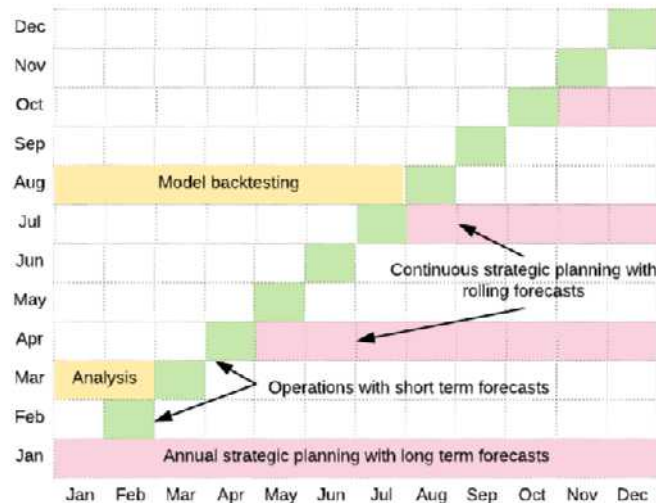 Dec
Nov
Oct
Sep
Aug
Model backtesting
Jul
Jun
Continuous strategic planning with
rolling forecasts
May
Apr
Mar
Analysis
Operations with short term forecasts
Feb
Jan
Annual strategic planning with long term forecasts
Jan Feb Mar Apr May Jun Jul Aug Sep Oct Nov Dec